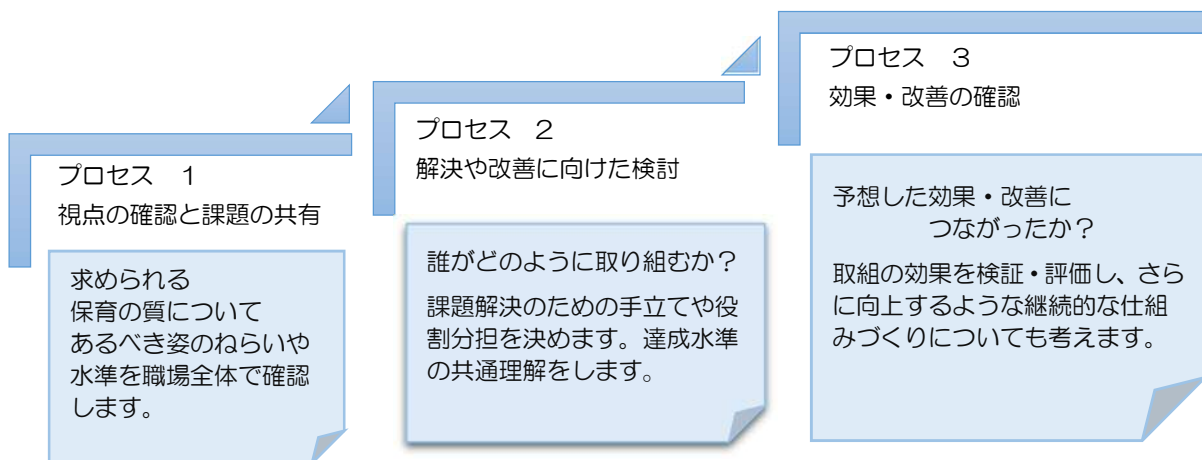 プロセス　１
視点の確認と課題の共有
求められる
保育の質について
あるべき姿のねらいや
水準を職場全体で確認
します。
プロセス　２
解決や改善に向けた検討
誰がどのように取り組むか？
課題解決のための手立てや役
割分担を決めます。達成水準
の共通理解をします。
プロセス　３
効果・改善の確認
予想した効果・改善に
つながったか？
取組の効果を検証・評価し、さら
に向上するような継続的な仕組
みづくりについても考えます。